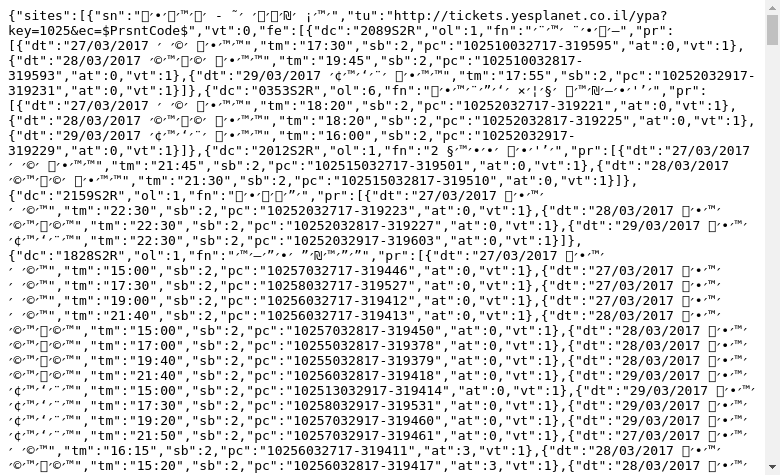 {"sites":[{"sn":" - ","tu":"http://tickets.yesplanet.co.il/ypa?
key=1025&ec=$PrsntCode$","vt":0,"fe":[{"dc":"2089S2R","ol":1,"fn":"","pr":
[{"dt":"27/03/2017 ","tm":"17:30","sb":2,"pc":"102510032717-319595","at":0,"vt":1},
{"dt":"28/03/2017 ","tm":"19:45","sb":2,"pc":"102510032817-
319593","at":0,"vt":1},{"dt":"29/03/2017 ","tm":"17:55","sb":2,"pc":"10252032917-
319231","at":0,"vt":1}]},{"dc":"0353S2R","ol":6,"fn":"","pr":
[{"dt":"27/03/2017 ","tm":"18:20","sb":2,"pc":"10252032717-319221","at":0,"vt":1},
{"dt":"28/03/2017 ","tm":"18:20","sb":2,"pc":"10252032817-319225","at":0,"vt":1},
{"dt":"29/03/2017 ","tm":"16:00","sb":2,"pc":"10252032917-
319229","at":0,"vt":1}]},{"dc":"2012S2R","ol":1,"fn":"2 ","pr":[{"dt":"27/03/2017
","tm":"21:45","sb":2,"pc":"102515032717-319501","at":0,"vt":1},{"dt":"28/03/2017
","tm":"21:30","sb":2,"pc":"102515032817-319510","at":0,"vt":1}]},
{"dc":"2159S2R","ol":1,"fn":"","pr":[{"dt":"27/03/2017
","tm":"22:30","sb":2,"pc":"10252032717-319223","at":0,"vt":1},{"dt":"28/03/2017
","tm":"22:30","sb":2,"pc":"10252032817-319227","at":0,"vt":1},{"dt":"29/03/2017
","tm":"22:30","sb":2,"pc":"10252032917-319603","at":0,"vt":1}]},
{"dc":"1828S2R","ol":1,"fn":"","pr":[{"dt":"27/03/2017
","tm":"15:00","sb":2,"pc":"10257032717-319446","at":0,"vt":1},{"dt":"27/03/2017
","tm":"17:30","sb":2,"pc":"10258032717-319527","at":0,"vt":1},{"dt":"27/03/2017
","tm":"19:00","sb":2,"pc":"10256032717-319412","at":0,"vt":1},{"dt":"27/03/2017
","tm":"21:40","sb":2,"pc":"10256032717-319413","at":0,"vt":1},{"dt":"28/03/2017
","tm":"15:00","sb":2,"pc":"10257032817-319450","at":0,"vt":1},{"dt":"28/03/2017
","tm":"17:00","sb":2,"pc":"10255032817-319378","at":0,"vt":1},{"dt":"28/03/2017
","tm":"19:40","sb":2,"pc":"10255032817-319379","at":0,"vt":1},{"dt":"28/03/2017
","tm":"21:40","sb":2,"pc":"10256032817-319418","at":0,"vt":1},{"dt":"29/03/2017
","tm":"15:00","sb":2,"pc":"102513032917-319414","at":0,"vt":1},{"dt":"29/03/2017
","tm":"17:30","sb":2,"pc":"10258032917-319531","at":0,"vt":1},{"dt":"29/03/2017
","tm":"19:20","sb":2,"pc":"10257032917-319460","at":0,"vt":1},{"dt":"29/03/2017
","tm":"21:50","sb":2,"pc":"10257032917-319461","at":0,"vt":1},{"dt":"27/03/2017
","tm":"16:15","sb":2,"pc":"10256032717-319411","at":3,"vt":1},{"dt":"28/03/2017
","tm":"15:20","sb":2,"pc":"10256032817-319417","at":3,"vt":1},{"dt":"28/03/2017